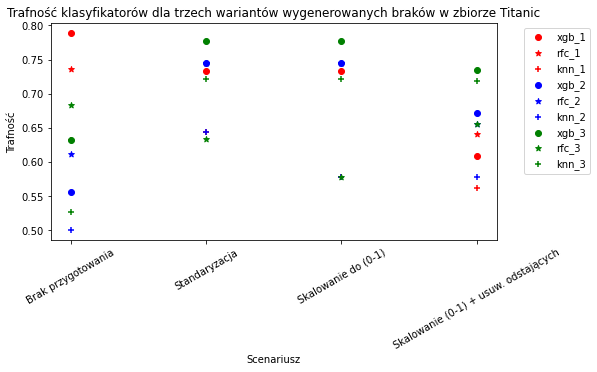 Trafność klasyfikatorów dla trzech wariantów wygenerowanych braków w zbiorze Titanic
0.80
0.75
0.70
0.65
0.60
0.55
0.50
Trafność
Brak przygotowania
Standaryzacja
Skalowanie do (0-1)
Skalowanie (0-1) + usuw. odstających
Scenariusz
xgb_1
rfc_1
knn_1
xgb_2
rfc_2
knn_2
xgb_3
rfc_3
knn_3